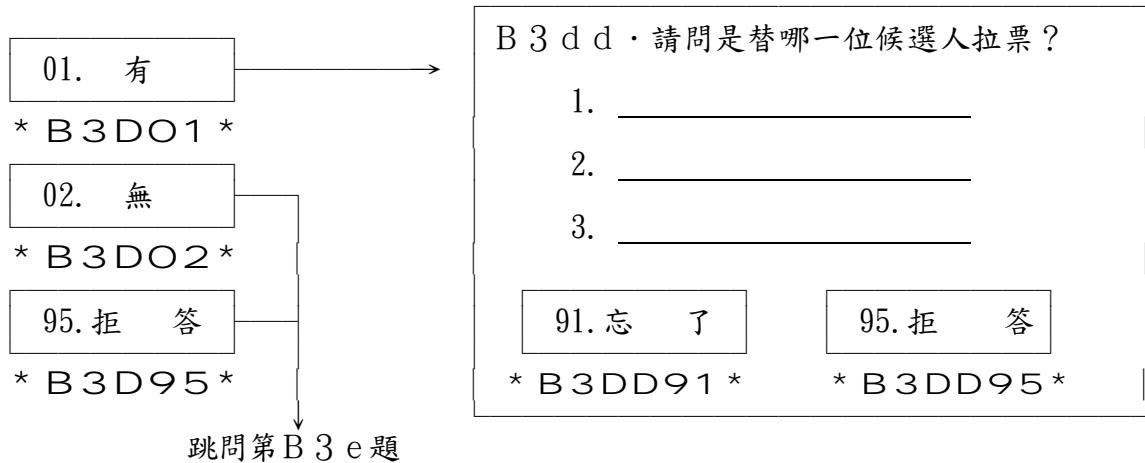 01. 有
*B3D01*
02. 無
*B3D02*
95.拒 答
*B3D95*
跳問第B3e題
B3dd．請問是替哪一位候選人拉票？
1.
2.
3.
91.忘 了
*B3DD91*
95.拒 答
*B3DD95*